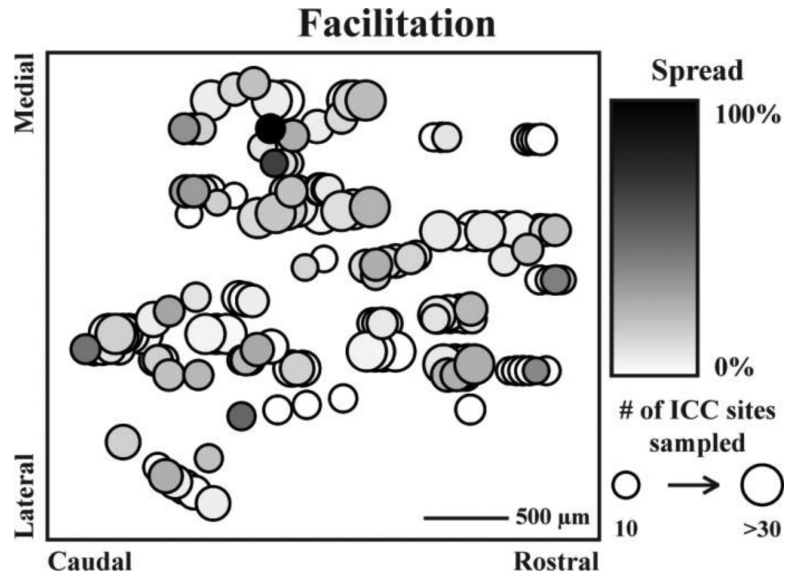 Facilitation
Medial
Lateral
Caudal
Rostral
500 µm
Spread
100%
0%
# of ICC sites
sampled
10
>30